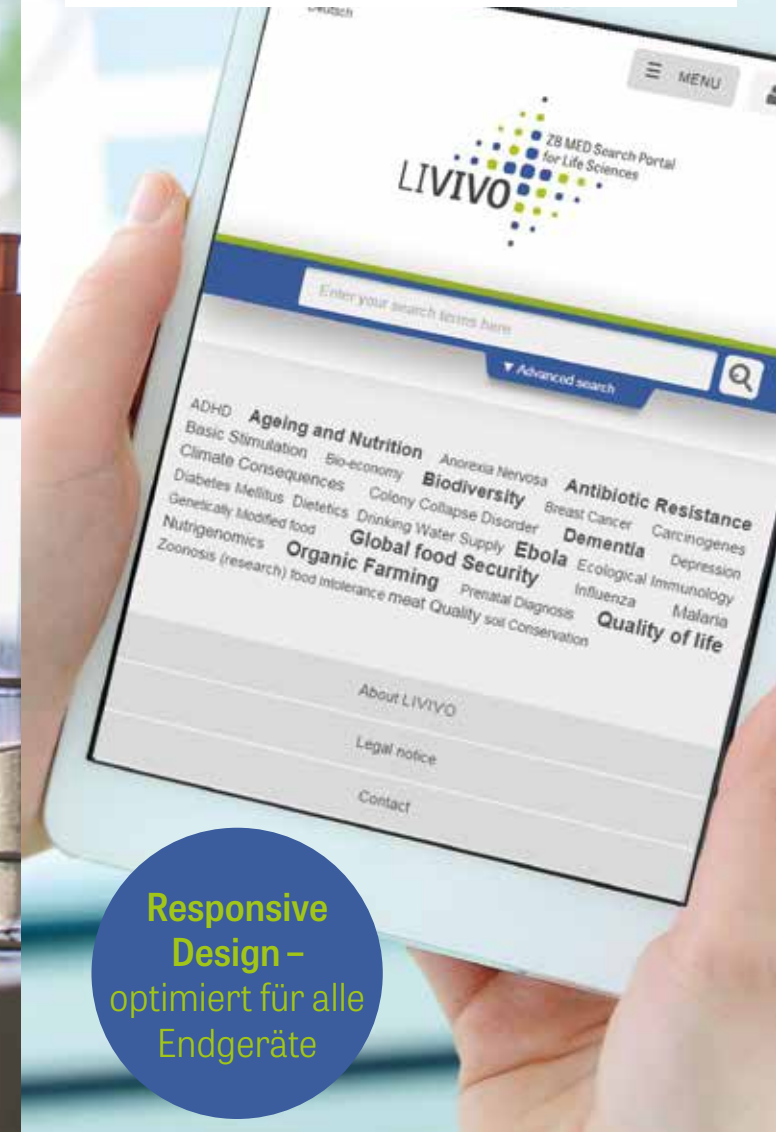 Deutsch
☰ MENU
ZB MED Search Portal
for Life Sciences
LIVIVO
Enter your search terms here
▼ Advanced search
ADHD Ageing and Nutrition Anorexia Nervosa Antibiotic Resistance
Basic Stimulation Bio-economy Biodiversity Breast Cancer Carcinogenes
Climate Consequences Colony Collapse Disorder Dementia Depression
Diabetes Mellitus Dietetics Drinking Water Supply Ebola Ecological Immunology
Genetically Modified food Global food Security Influenza Malaria
Nutrigenomics Organic Farming Prenatal Diagnosis Quality of life
Zoonosis (research) food Intolerance meat Quality soil Conservation
About LIVIVO
Legal notice
Contact
Responsive
Design –
optimiert für alle
Endgeräte